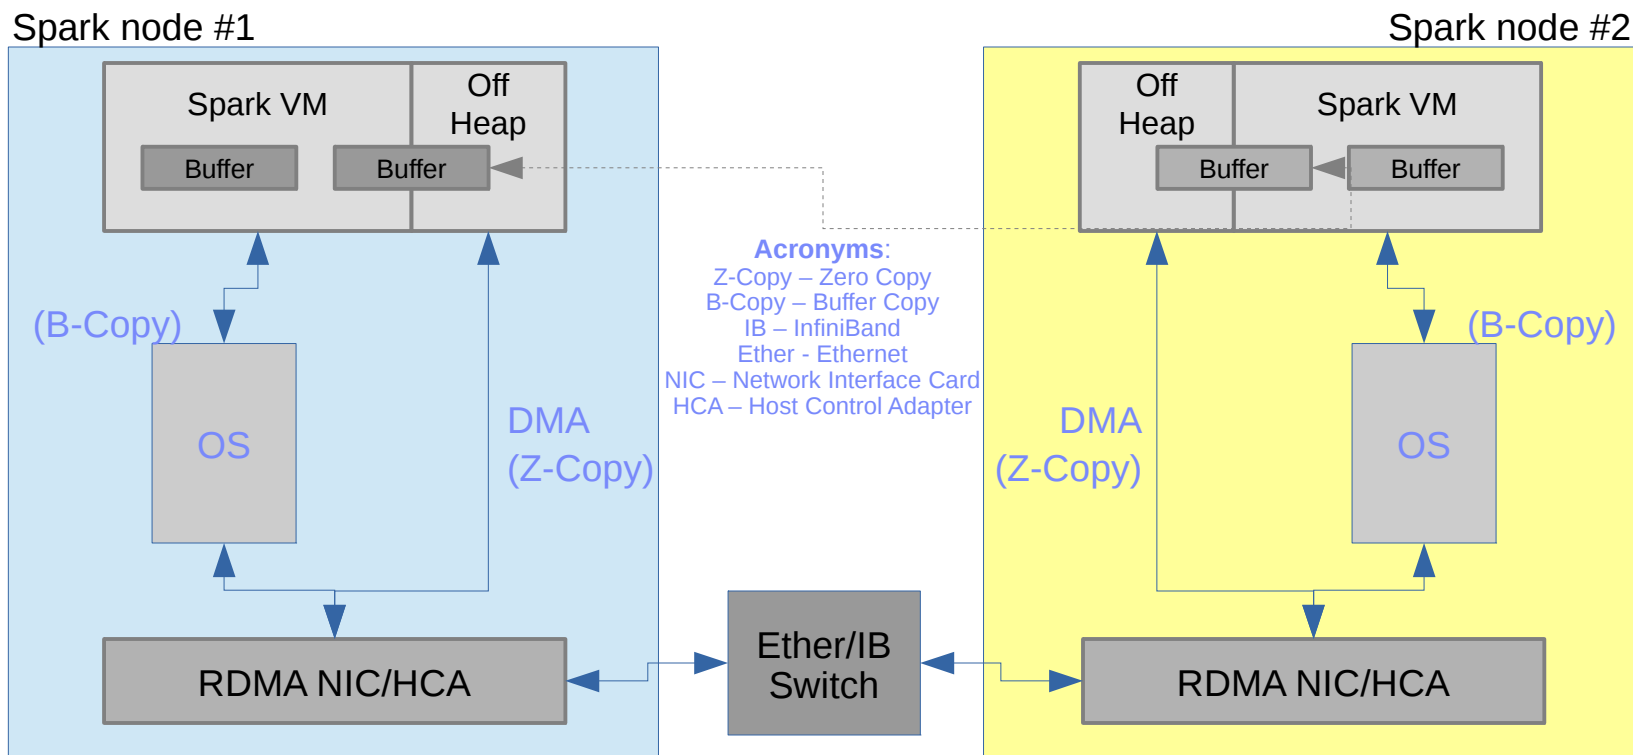 Spark node #1
Spark node #2
Spark VM
Off
Heap
Buffer
Buffer
Off
Heap
Spark VM
Buffer
Buffer
Acronyms:
Z-Copy – Zero Copy
B-Copy – Buffer Copy
IB – InfiniBand
Ether - Ethernet
NIC – Network Interface Card
HCA – Host Control Adapter
(B-Copy)
OS
DMA
(Z-Copy)
DMA
(Z-Copy)
(B-Copy)
OS
RDMA NIC/HCA
Ether/IB
Switch
RDMA NIC/HCA